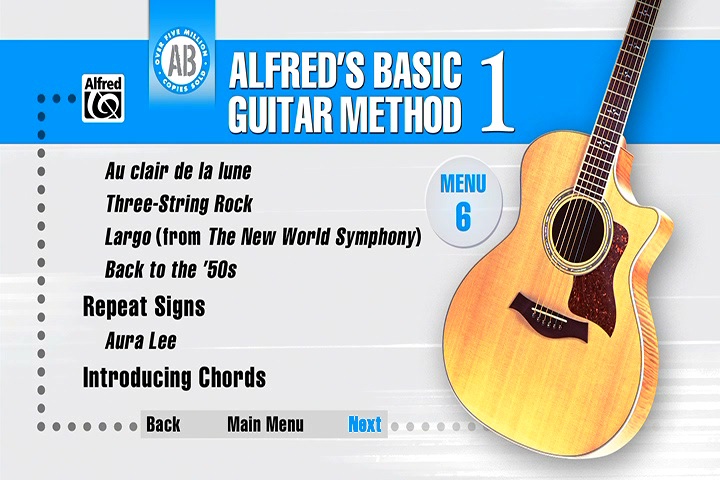 OVER FIVE MILLION
AB
COPIES SOLD
Alfred
ALFRED'S BASIC
GUITAR METHOD 1
Au clair de la lune
Three-String Rock
Largo (from The New World Symphony)
Back to the '50s
MENU
6
Repeat Signs
Aura Lee
Introducing Chords
Back Main Menu Next